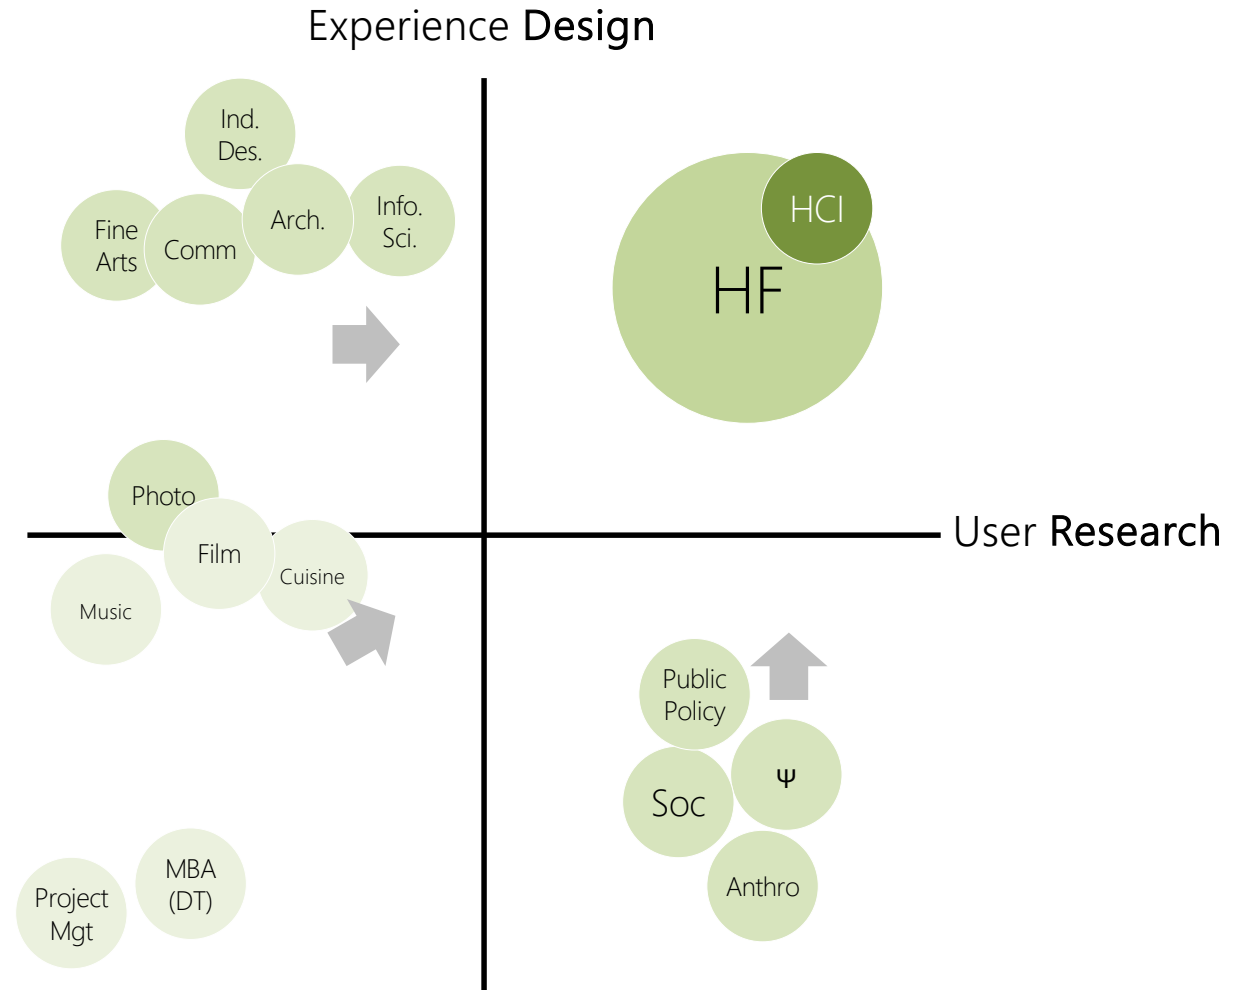 Experience Design
Ind.
Des.
Fine
Arts
Comm
Arch.
Info.
Sci.
HCI
HF
Photo
Film
Cuisine
Music
User Research
Public
Policy
Soc
Ψ
Anthro
MBA
(DT)
Project
Mgt